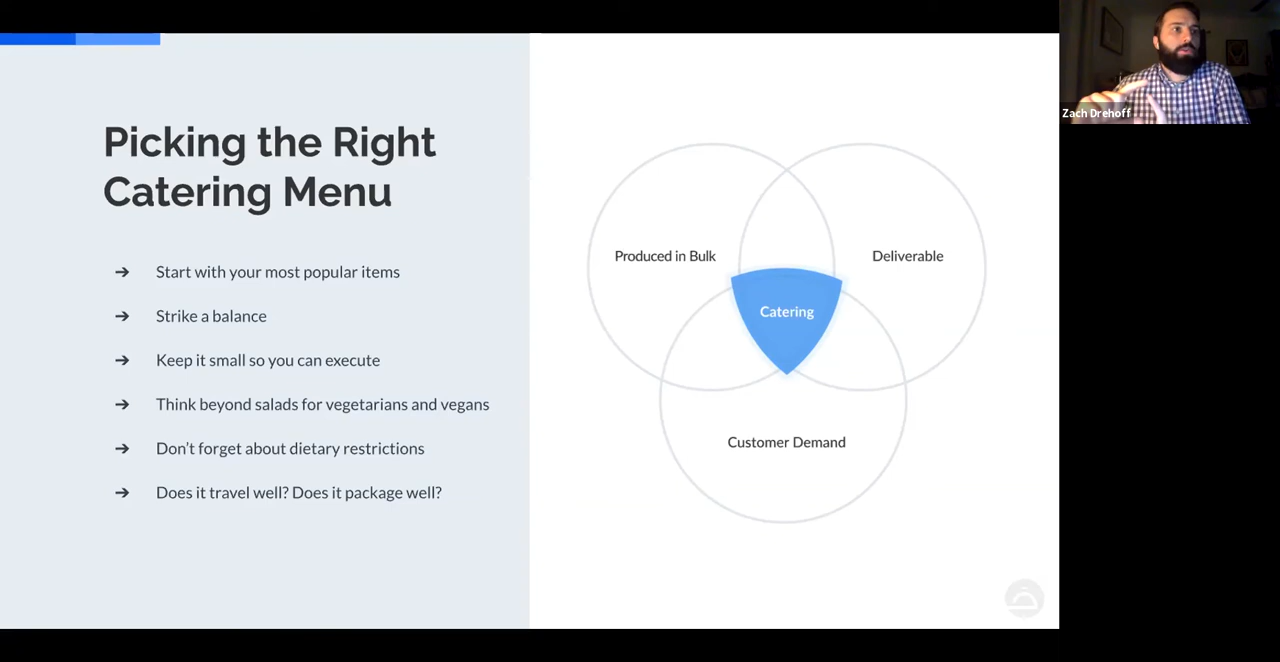 Picking the Right
Catering Menu
➔ Start with your most popular items
➔ Strike a balance
➔ Keep it small so you can execute
➔ Think beyond salads for vegetarians and vegans
➔ Don't forget about dietary restrictions
➔ Does it travel well? Does it package well?
Produced in Bulk
Deliverable
Catering
Customer Demand
Zach Drehoff